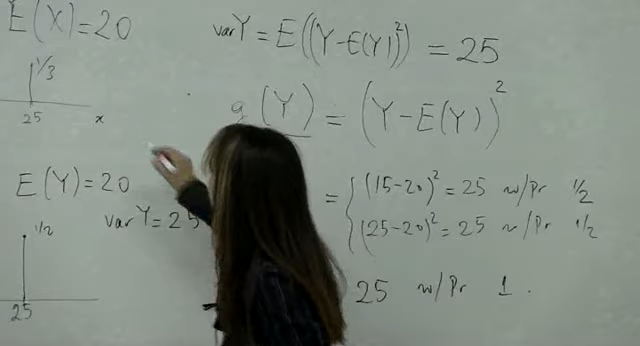 E(X)=20
1/3
25 x
var Y = E((Y-E(Y))²) = 25
g(Y) = (Y-E(Y))²
E(Y)=20
var Y=25
1/2
25
= { (15-20)² = 25 w/Pr 1/2
(25-20)² = 25 w/Pr 1/2
25 w/Pr 1.